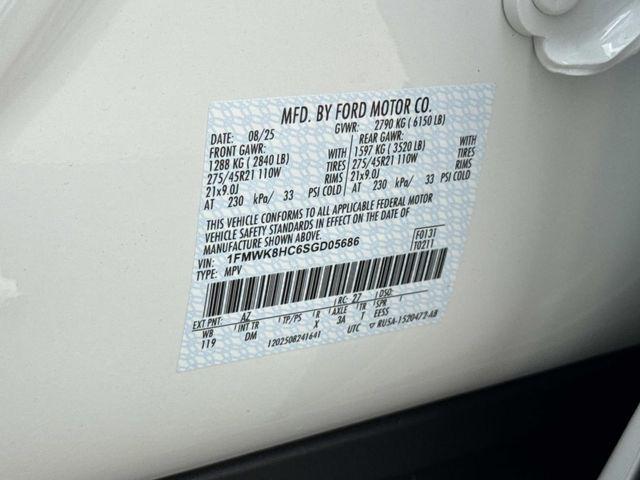 MFD. BY FORD MOTOR CO.
DATE: 08/25 GVWR: 2790 KG ( 6150 LB)
FRONT GAWR: REAR GAWR:
1288 KG ( 2840 LB) WITH 1597 KG ( 3520 LB) WITH
275/45R21 110W TIRES 275/45R21 110W TIRES
21x9.0J RIMS 21x9.0J RIMS
AT 230 kPa/ 33 PSI COLD AT 230 kPa/ 33 PSI COLD
THIS VEHICLE CONFORMS TO ALL APPLICABLE FEDERAL MOTOR
VEHICLE SAFETY STANDARDS IN EFFECT ON THE DATE OF
MANUFACTURE SHOWN ABOVE.
VIN: 1FMWK8HC6SGD05686 F0131
TYPE: MPV T0211
EXT PNT: AZ RC: 27 DSO:
WB INT TR TP/PS R AXLE TR SPR
119 DM X 3A T EESS
1202508241641 UTC ▽ RU5A-1520472-AB